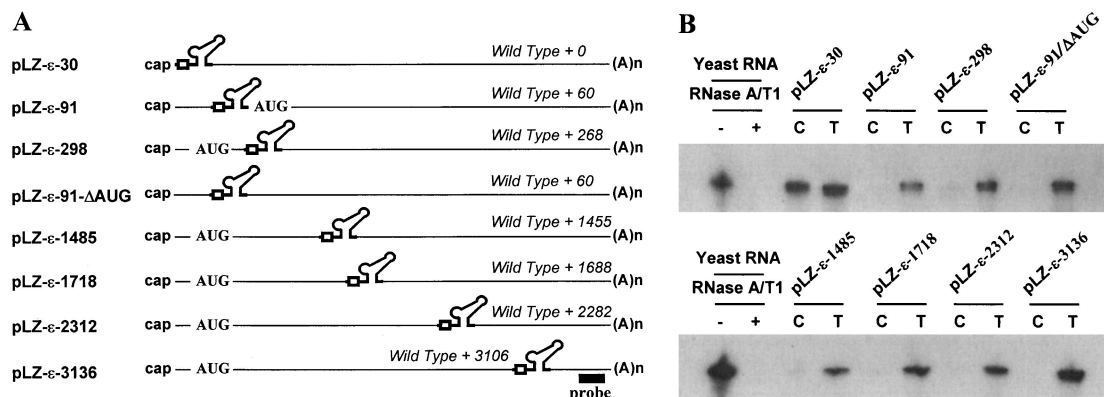 A
pLZ-ε-30 cap Wild Type + 0 (A)n
pLZ-ε-91 cap AUG Wild Type + 60 (A)n
pLZ-ε-298 cap AUG Wild Type + 268 (A)n
pLZ-ε-91-ΔAUG cap Wild Type + 60 (A)n
pLZ-ε-1485 cap AUG Wild Type + 1455 (A)n
pLZ-ε-1718 cap AUG Wild Type + 1688 (A)n
pLZ-ε-2312 cap AUG Wild Type + 2282 (A)n
pLZ-ε-3136 cap AUG Wild Type + 3106 (A)n
probe
B
Yeast RNA pLZ-ε-30 pLZ-ε-91 pLZ-ε-298 pLZ-ε-91/ΔAUG
RNase A/T1
- + C T C T C T C T
Yeast RNA pLZ-ε-1485 pLZ-ε-1718 pLZ-ε-2312 pLZ-ε-3136
RNase A/T1
- + C T C T C T C T